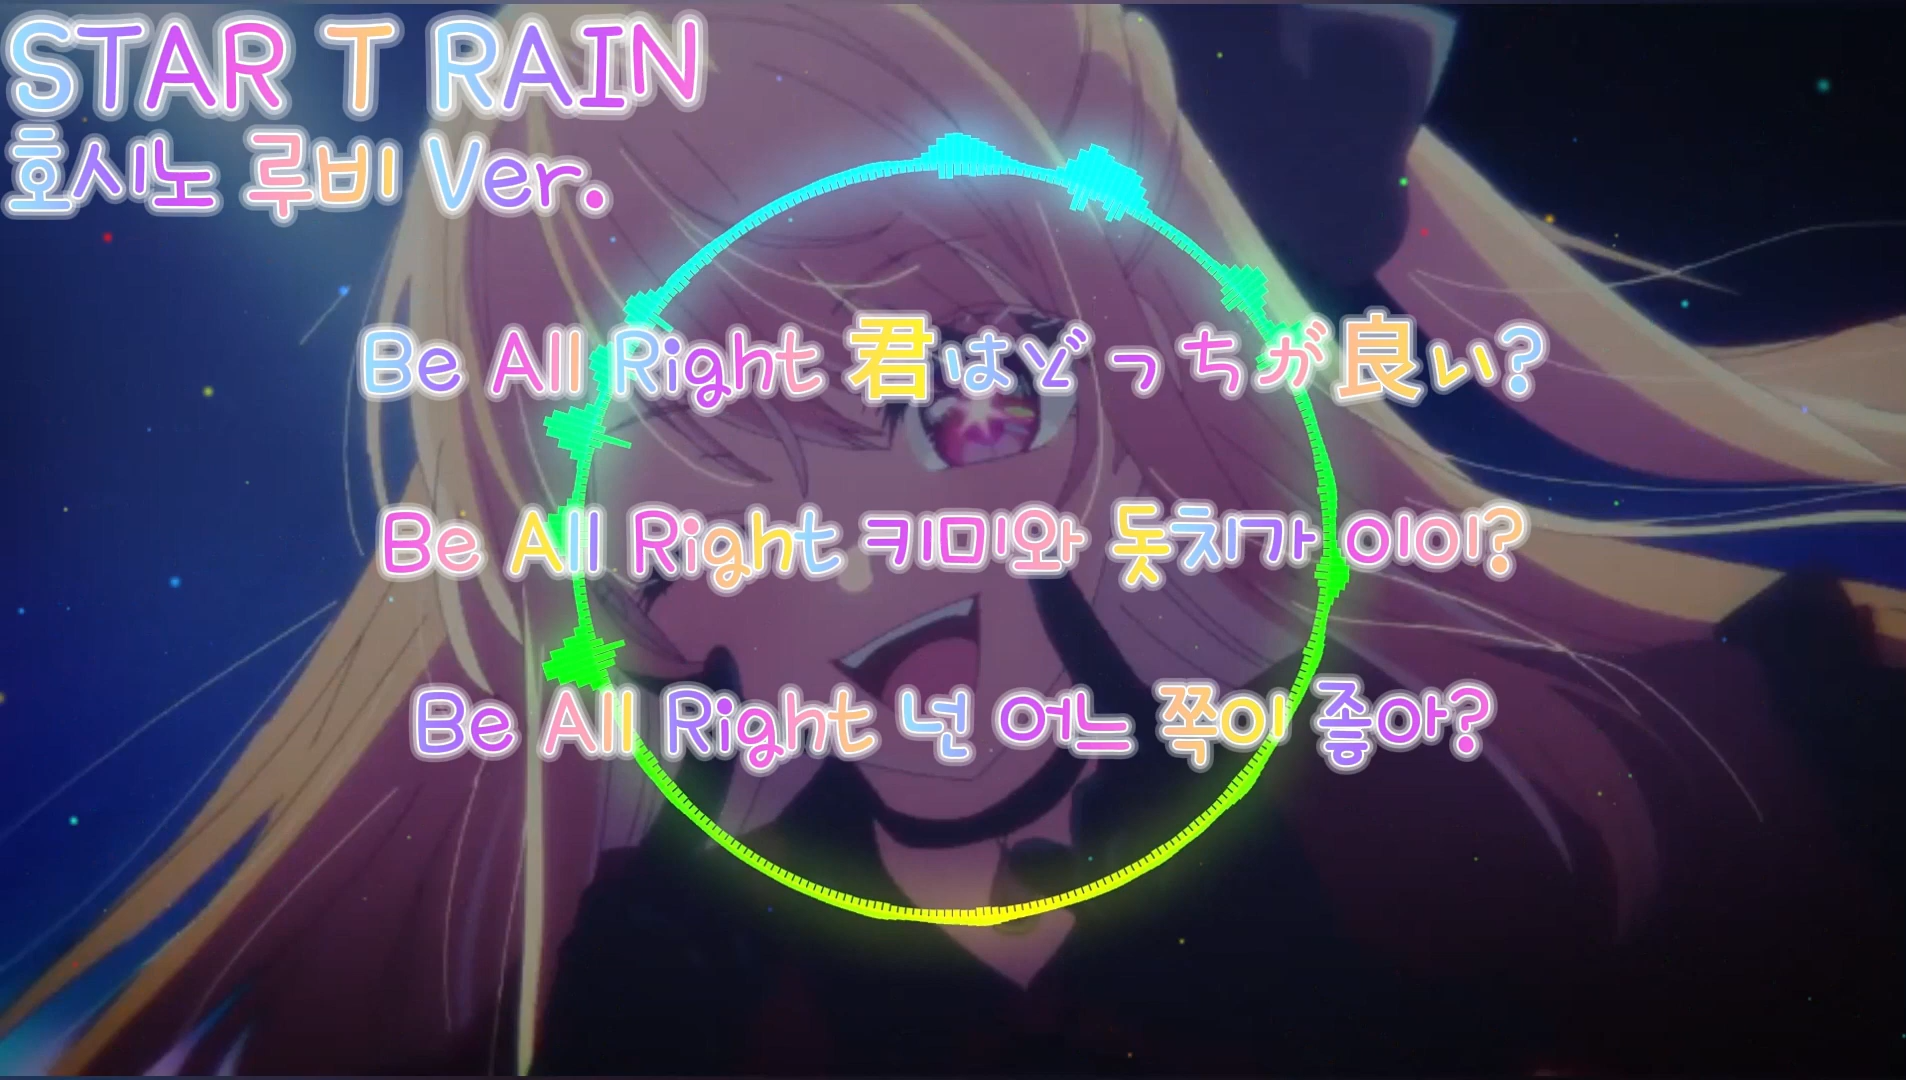 STAR T RAIN
호시노 루비 Ver.
Be All Right 君はどっちが良い?
Be All Right 키미와 돗치가 이이?
Be All Right 넌 어느 쪽이 좋아?